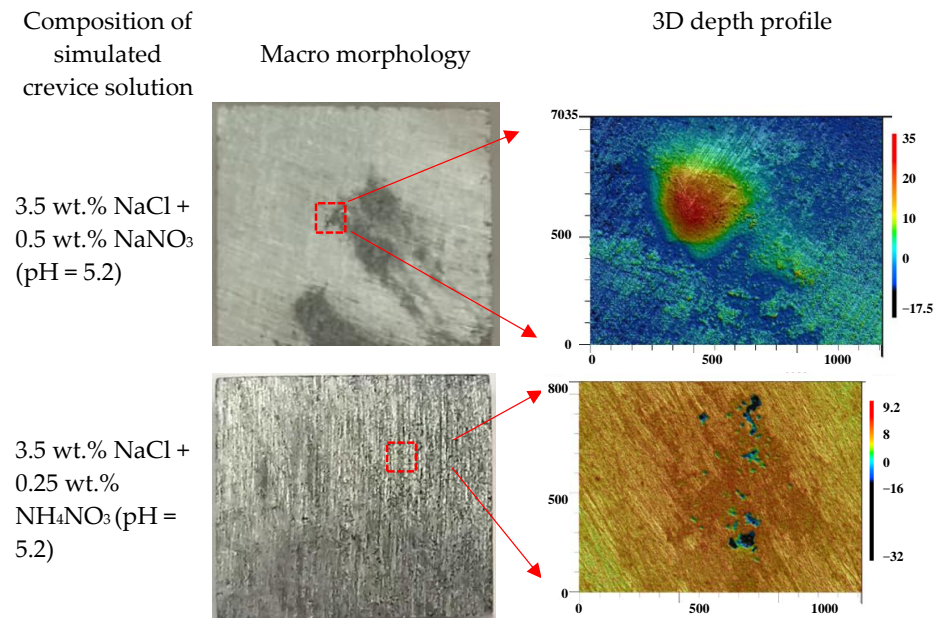 Composition of
simulated
crevice solution
Macro morphology
3D depth profile
3.5 wt.% NaCl +
0.5 wt.% NaNO₃
(pH = 5.2)
7035
500
0
0
500
1000
35
20
10
0
−17.5
3.5 wt.% NaCl +
0.25 wt.%
NH₄NO₃ (pH =
5.2)
800
500
0
0
500
1000
9.2
8
0
−16
−32